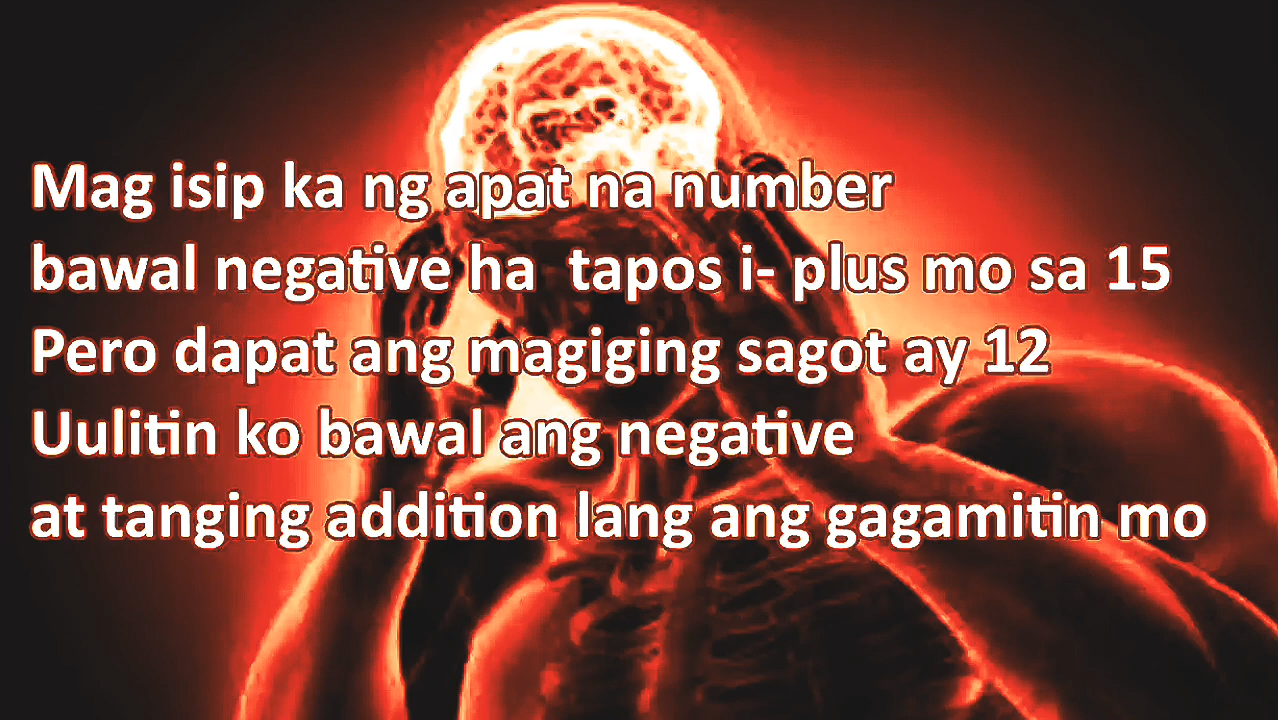 Mag isip ka ng apat na number
bawal negative ha  tapos i- plus mo sa 15
Pero dapat ang magiging sagot ay 12
Uulitin ko bawal ang negative
at tanging addition lang ang gagamitin mo